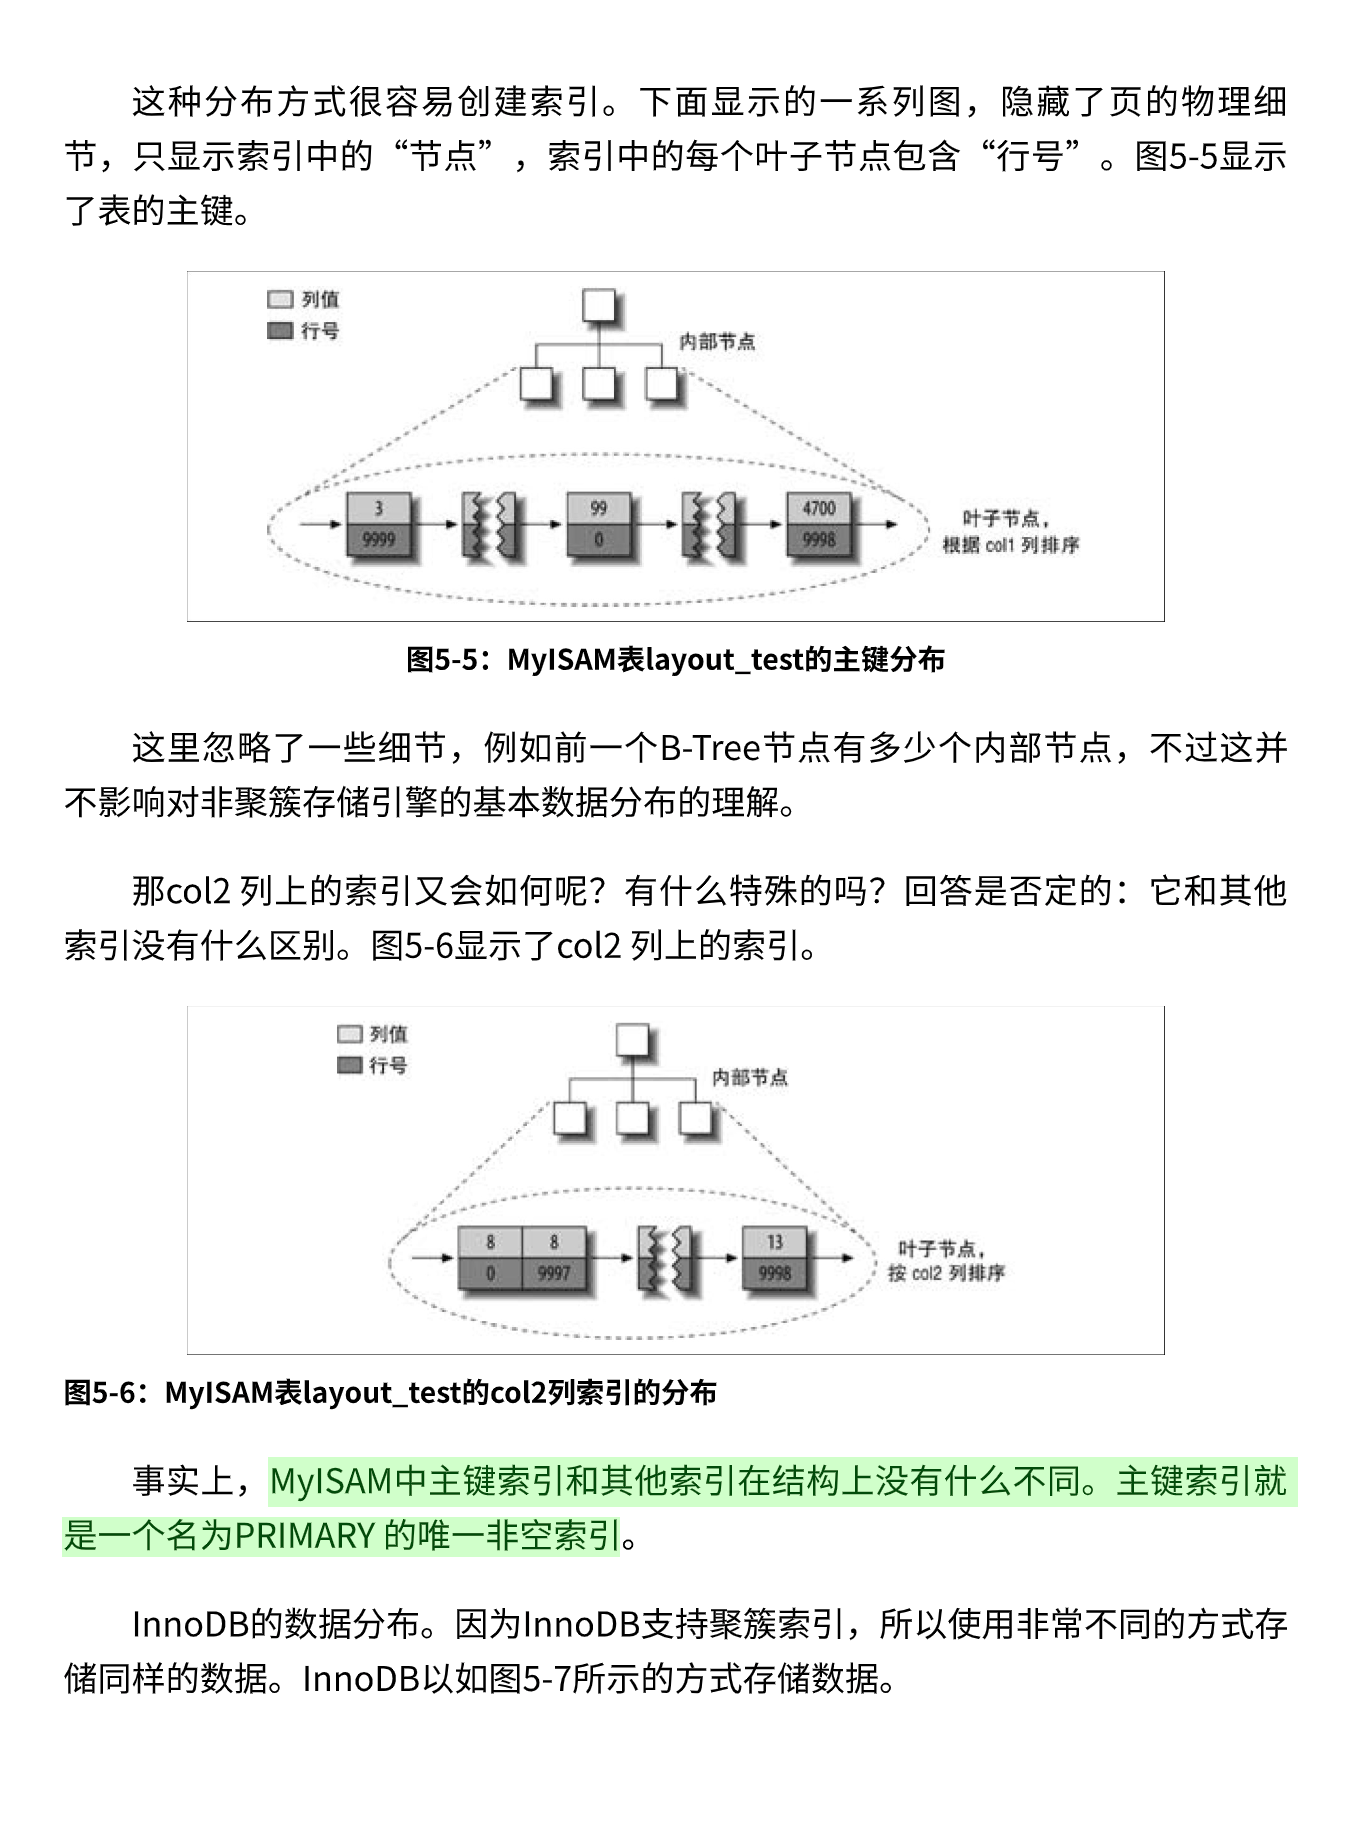 这种分布方式很容易创建索引。下面显示的一系列图，隐藏了页的物理细
节，只显示索引中的“节点”，索引中的每个叶子节点包含“行号”。图5-5显示
了表的主键。
列值
行号
内部节点
3 99 4700
9999 0 9998
叶子节点，
根据 col1 列排序
图5-5：MyISAM表layout_test的主键分布
这里忽略了一些细节，例如前一个B-Tree节点有多少个内部节点，不过这并
不影响对非聚簇存储引擎的基本数据分布的理解。
那col2 列上的索引又会如何呢？有什么特殊的吗？回答是否定的：它和其他
索引没有什么区别。图5-6显示了col2 列上的索引。
列值
行号
内部节点
8 8 13
0 9997 9998
叶子节点，
按 col2 列排序
图5-6：MyISAM表layout_test的col2列索引的分布
事实上，MyISAM中主键索引和其他索引在结构上没有什么不同。主键索引就
是一个名为PRIMARY 的唯一非空索引。
InnoDB的数据分布。因为InnoDB支持聚簇索引，所以使用非常不同的方式存
储同样的数据。InnoDB以如图5-7所示的方式存储数据。